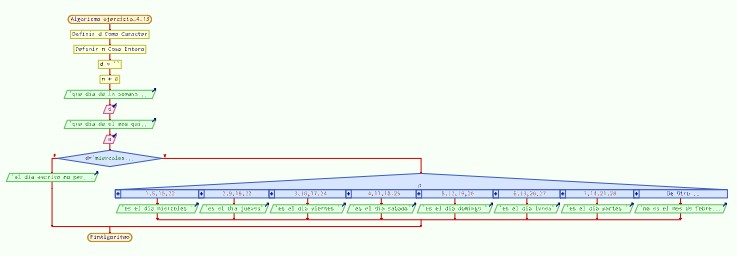 Algoritmo ejercicio_4_13
Definir d Como Caracter
Definir n Como Entero
d = ''
n = d
'que dia de la semana ...
d
'que dia de el mes qui...
n
d='miercoles...
F
V
el dia escrito no per...
n
1,8,15,22
2,9,16,23
3,10,17,24
4,11,18,25
5,12,19,26
6,13,20,27
7,14,21,28
De Otro ...
'es el dia miercoles'
'es el dia jueves'
'es el dia viernes'
'es el dia sabado'
'es el dia domingo'
'es el dia lunes'
'es el dia martes'
'no es el mes de febre...
FinAlgoritmo